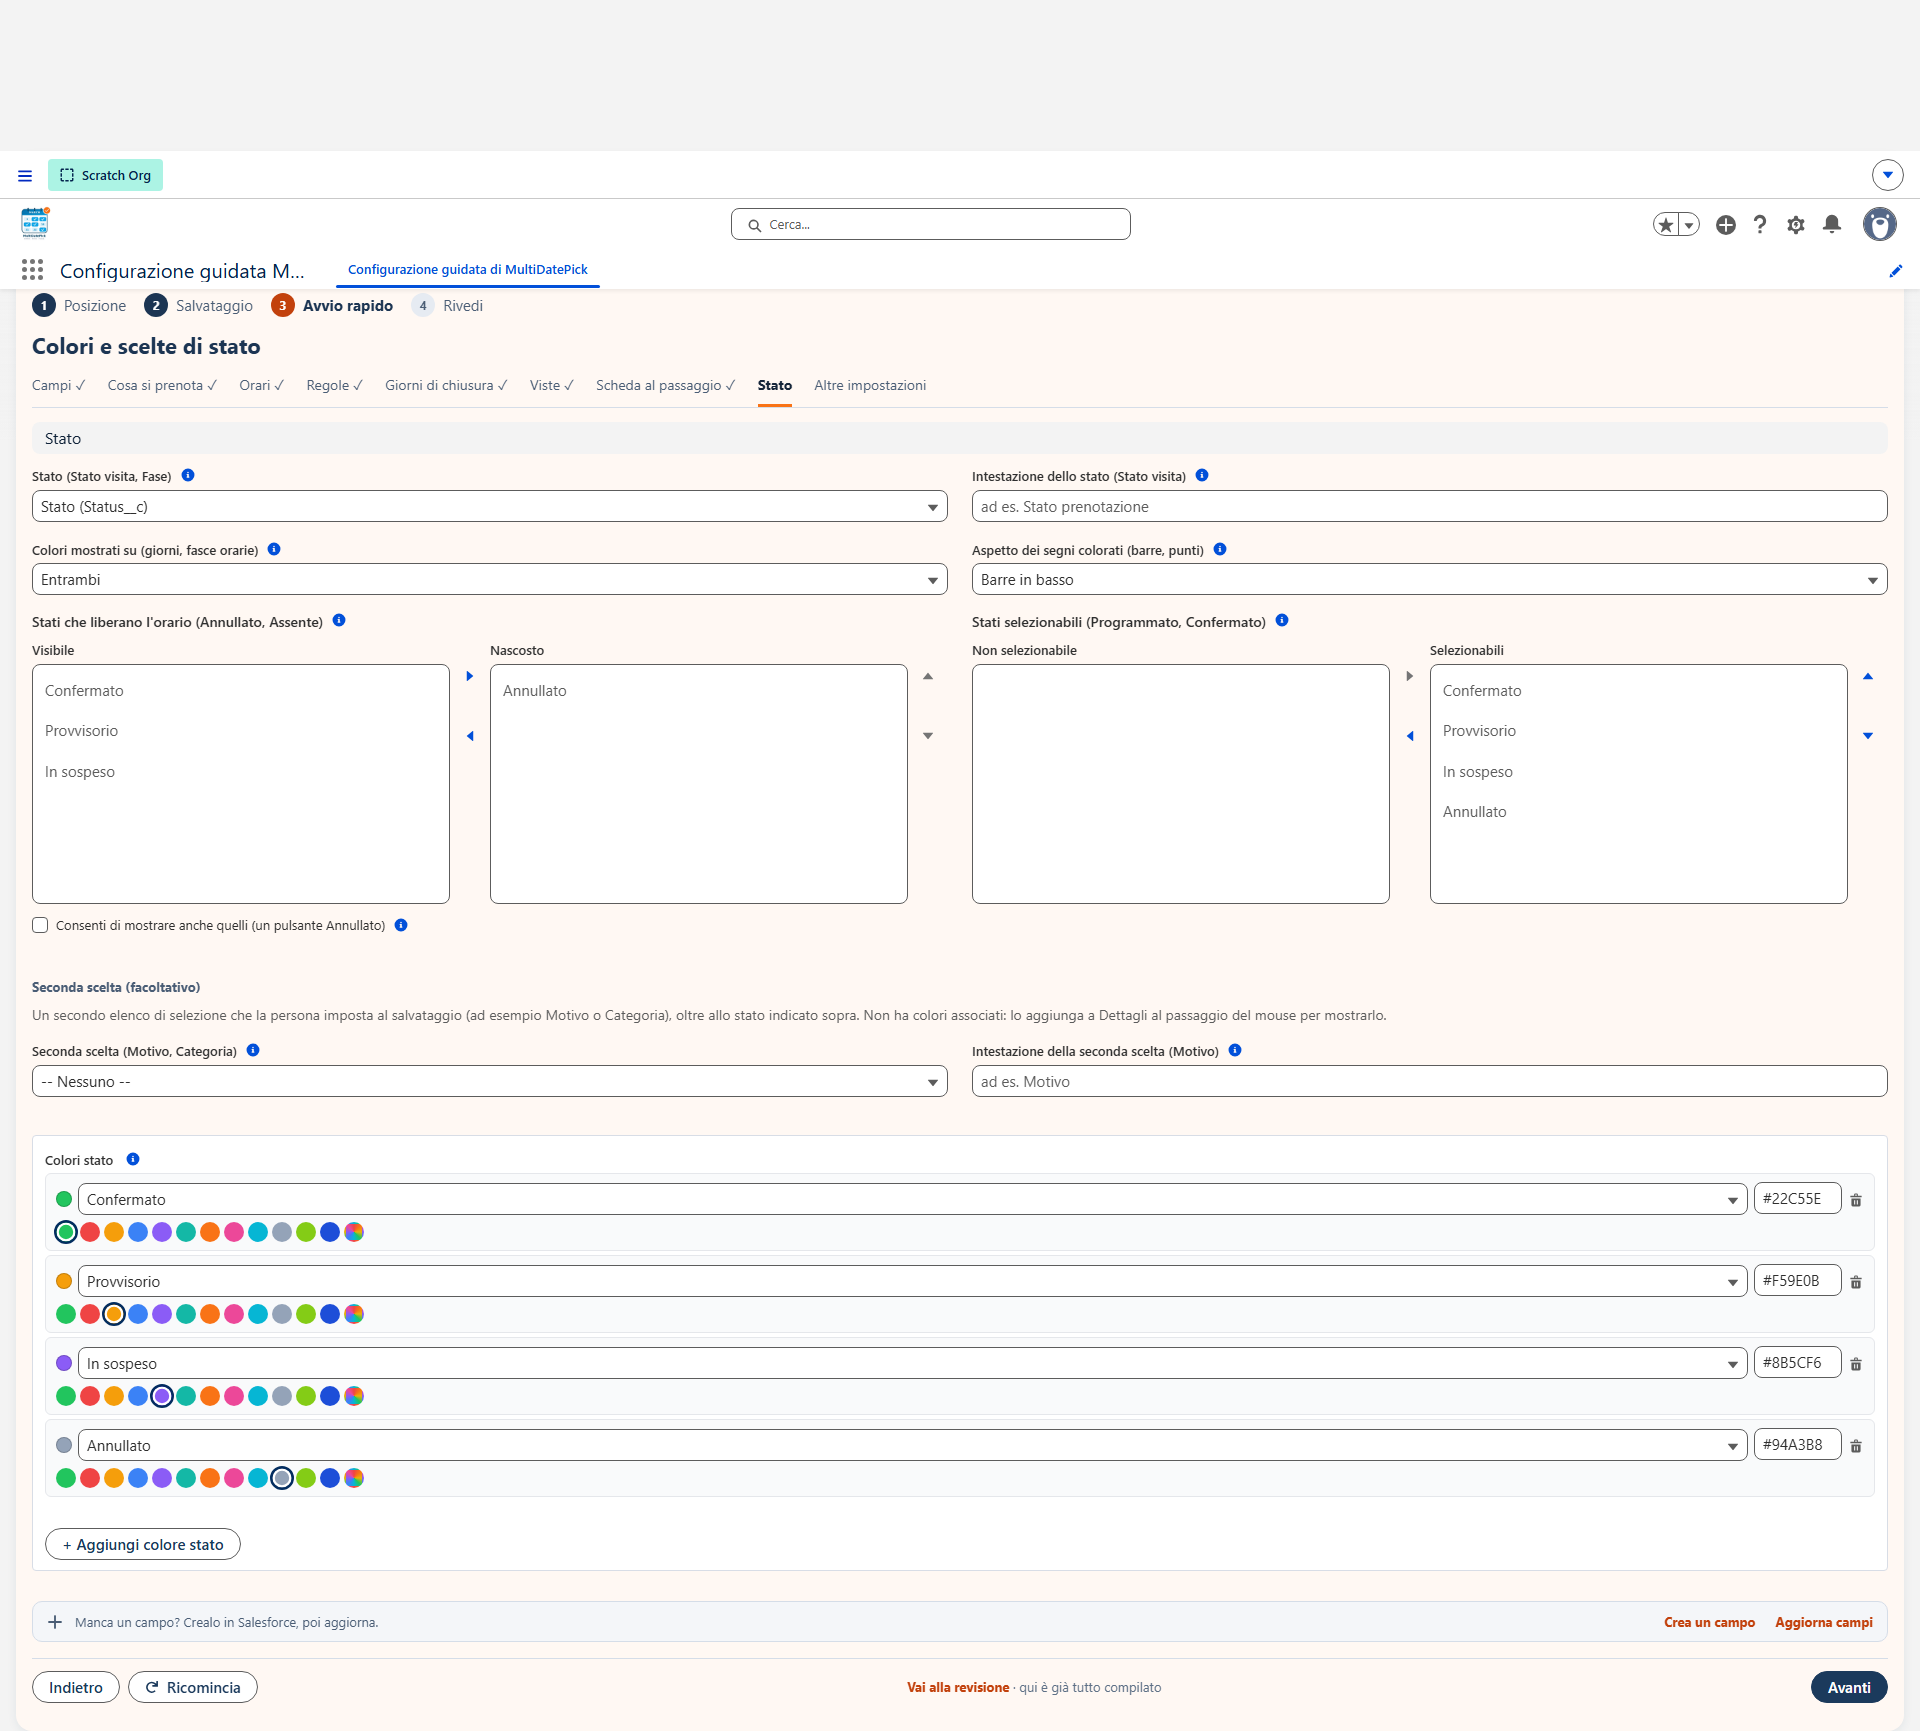 Scratch Org
Cerca...
Configurazione guidata M...
Configurazione guidata di MultiDatePick
1 Posizione 2 Salvataggio 3 Avvio rapido 4 Rivedi
Colori e scelte di stato
Campi ✓ Cosa si prenota ✓ Orari ✓ Regole ✓ Giorni di chiusura ✓ Viste ✓ Scheda al passaggio ✓ Stato Altre impostazioni
Stato
Stato (Stato visita, Fase)
Stato (Status__c)
Intestazione dello stato (Stato visita)
ad es. Stato prenotazione
Colori mostrati su (giorni, fasce orarie)
Entrambi
Aspetto dei segni colorati (barre, punti)
Barre in basso
Stati che liberano l'orario (Annullato, Assente)
Visibile
Confermato
Provvisorio
In sospeso
Nascosto
Annullato
Stati selezionabili (Programmato, Confermato)
Non selezionabile
Selezionabili
Confermato
Provvisorio
In sospeso
Annullato
Consenti di mostrare anche quelli (un pulsante Annullato)
Seconda scelta (facoltativo)
Un secondo elenco di selezione che la persona imposta al salvataggio (ad esempio Motivo o Categoria), oltre allo stato indicato sopra. Non ha colori associati: lo aggiunga a Dettagli al passaggio del mouse per mostrarlo.
Seconda scelta (Motivo, Categoria)
-- Nessuno --
Intestazione della seconda scelta (Motivo)
ad es. Motivo
Colori stato
Confermato #22C55E
Provvisorio #F59E0B
In sospeso #8B5CF6
Annullato #94A3B8
+ Aggiungi colore stato
Manca un campo? Crealo in Salesforce, poi aggiorna.
Crea un campo Aggiorna campi
Indietro Ricomincia Vai alla revisione · qui è già tutto compilato Avanti